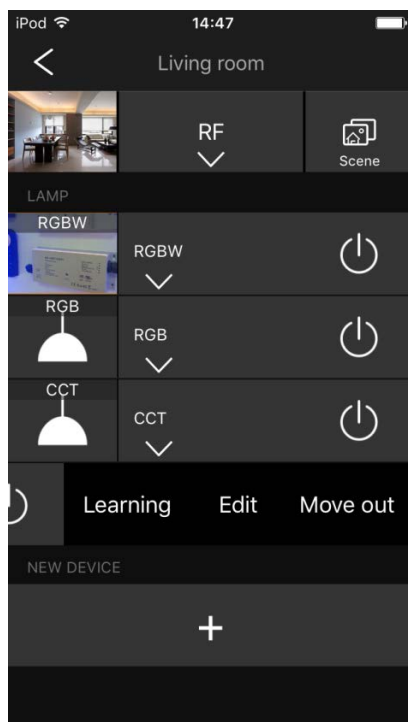 iPod 14:47
Living room
RF
Scene
LAMP
RGBW
RGBW
RGB
RGB
CCT
CCT
Learning Edit Move out
NEW DEVICE
+